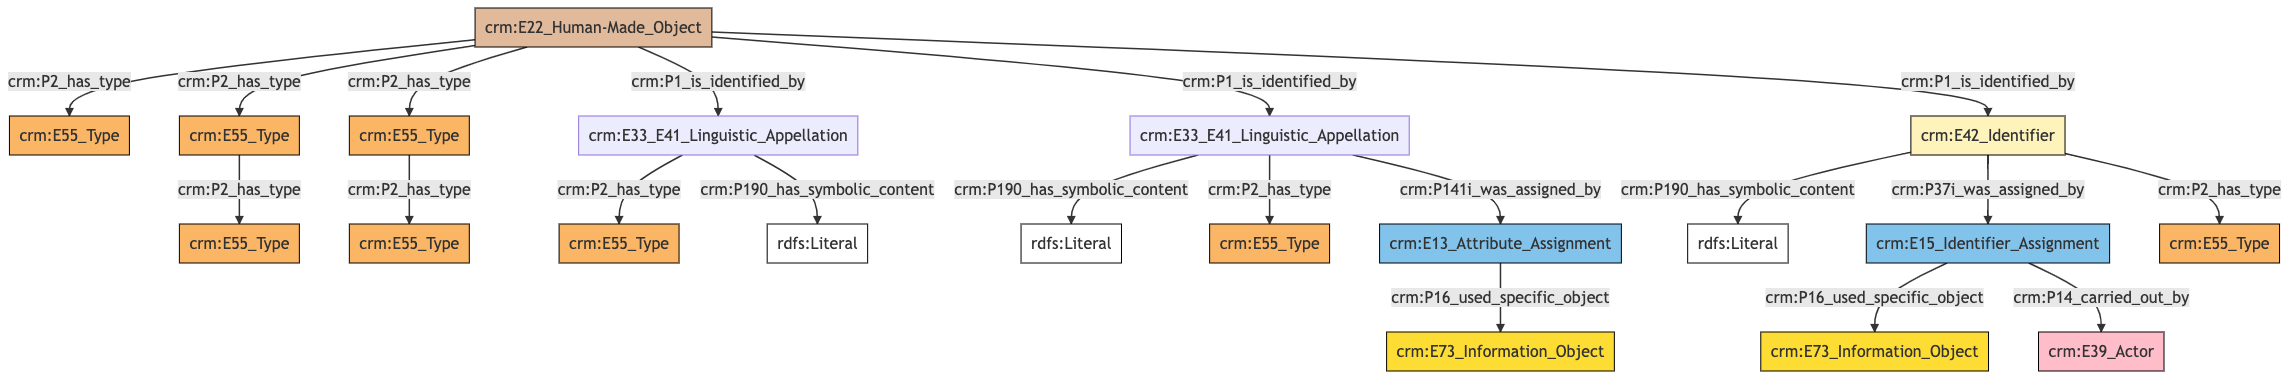 crm:E22_Human-Made_Object
crm:P2_has_type crm:P2_has_type crm:P2_has_type crm:P1_is_identified_by crm:P1_is_identified_by crm:P1_is_identified_by
crm:E55_Type crm:E55_Type crm:E55_Type crm:E33_E41_Linguistic_Appellation crm:E33_E41_Linguistic_Appellation crm:E42_Identifier
crm:P2_has_type crm:P2_has_type crm:P2_has_type crm:P190_has_symbolic_content crm:P190_has_symbolic_content crm:P2_has_type crm:P141i_was_assigned_by crm:P190_has_symbolic_content crm:P37i_was_assigned_by crm:P2_has_type
crm:E55_Type crm:E55_Type crm:E55_Type rdfs:Literal rdfs:Literal crm:E55_Type crm:E13_Attribute_Assignment rdfs:Literal crm:E15_Identifier_Assignment crm:E55_Type
crm:P16_used_specific_object crm:P16_used_specific_object crm:P14_carried_out_by
crm:E73_Information_Object crm:E73_Information_Object crm:E39_Actor